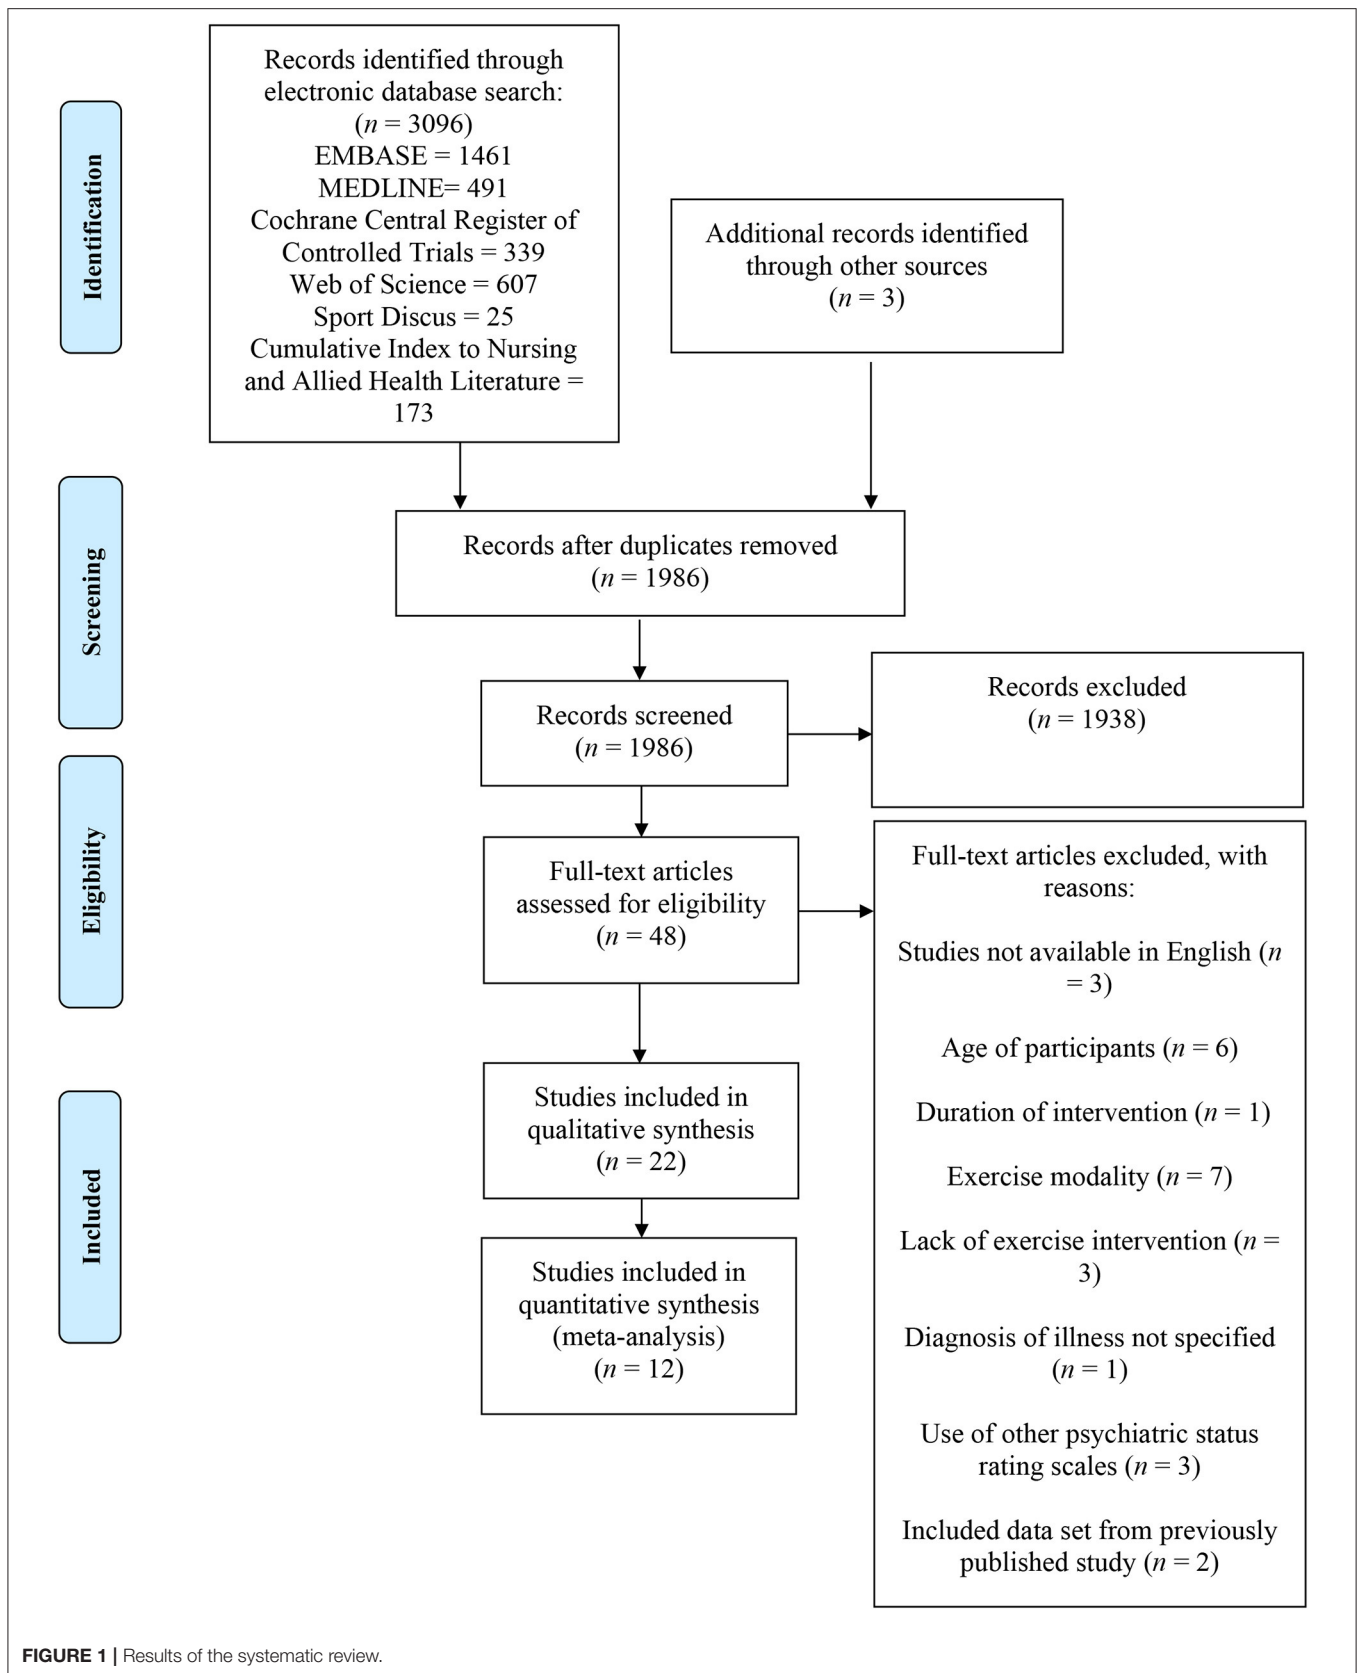 Records identified through
electronic database search:
(n = 3096)
EMBASE = 1461
MEDLINE= 491
Cochrane Central Register of
Controlled Trials = 339
Web of Science = 607
Sport Discus = 25
Cumulative Index to Nursing
and Allied Health Literature =
173
Identification
Additional records identified
through other sources
(n = 3)
Screening
Records after duplicates removed
(n = 1986)
Records screened
(n = 1986)
Records excluded
(n = 1938)
Eligibility
Full-text articles
assessed for eligibility
(n = 48)
Full-text articles excluded, with
reasons:
Studies not available in English (n
= 3)
Age of participants (n = 6)
Duration of intervention (n = 1)
Exercise modality (n = 7)
Lack of exercise intervention (n =
3)
Diagnosis of illness not specified
(n = 1)
Use of other psychiatric status
rating scales (n = 3)
Included data set from previously
published study (n = 2)
Included
Studies included in
qualitative synthesis
(n = 22)
Studies included in
quantitative synthesis
(meta-analysis)
(n = 12)
FIGURE 1 | Results of the systematic review.